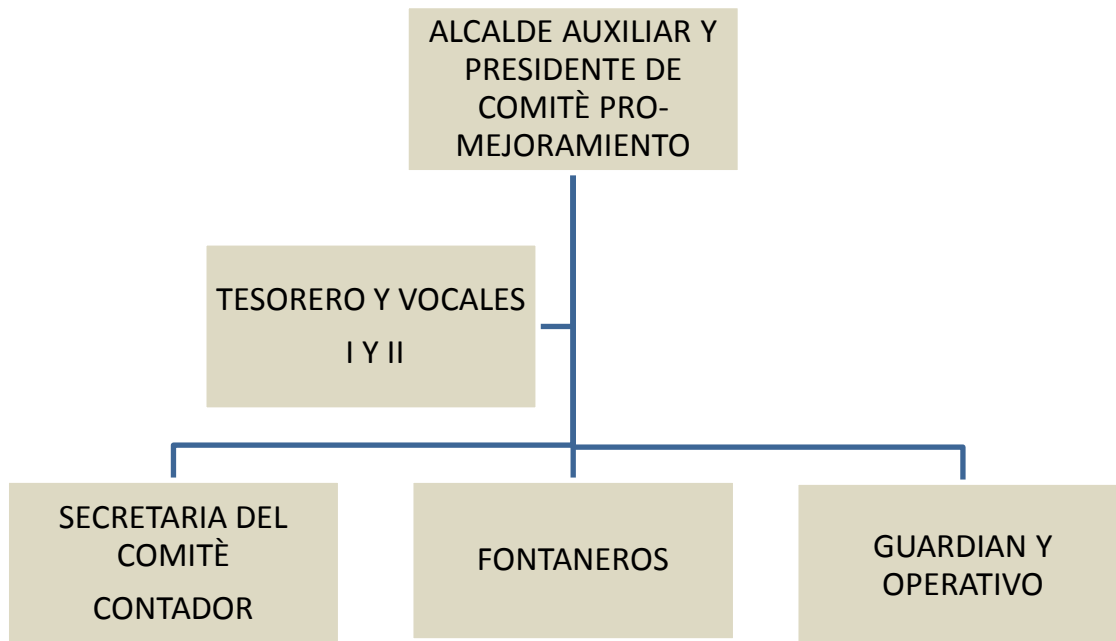 ALCALDE AUXILIAR Y
PRESIDENTE DE
COMITÈ PRO-
MEJORAMIENTO
TESORERO Y VOCALES
I Y II
SECRETARIA DEL
COMITÈ
CONTADOR
FONTANEROS
GUARDIAN Y
OPERATIVO